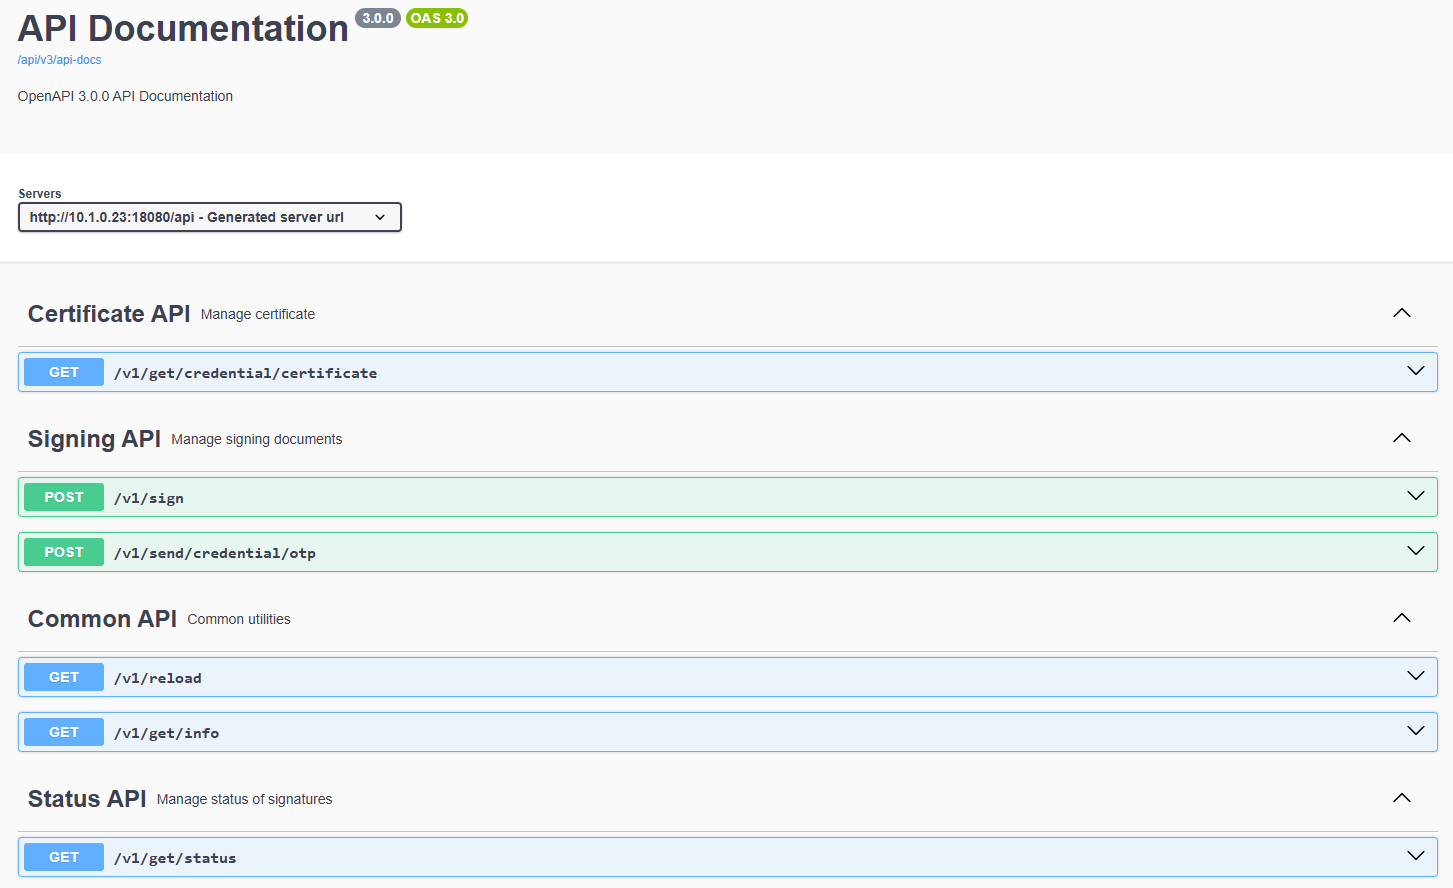 API Documentation 3.0.0 OAS 3.0
/api/v3/api-docs
OpenAPI 3.0.0 API Documentation
Servers
http://10.1.0.23:18080/api - Generated server url
Certificate API Manage certificate
GET /v1/get/credential/certificate
Signing API Manage signing documents
POST /v1/sign
POST /v1/send/credential/otp
Common API Common utilities
GET /v1/reload
GET /v1/get/info
Status API Manage status of signatures
GET /v1/get/status